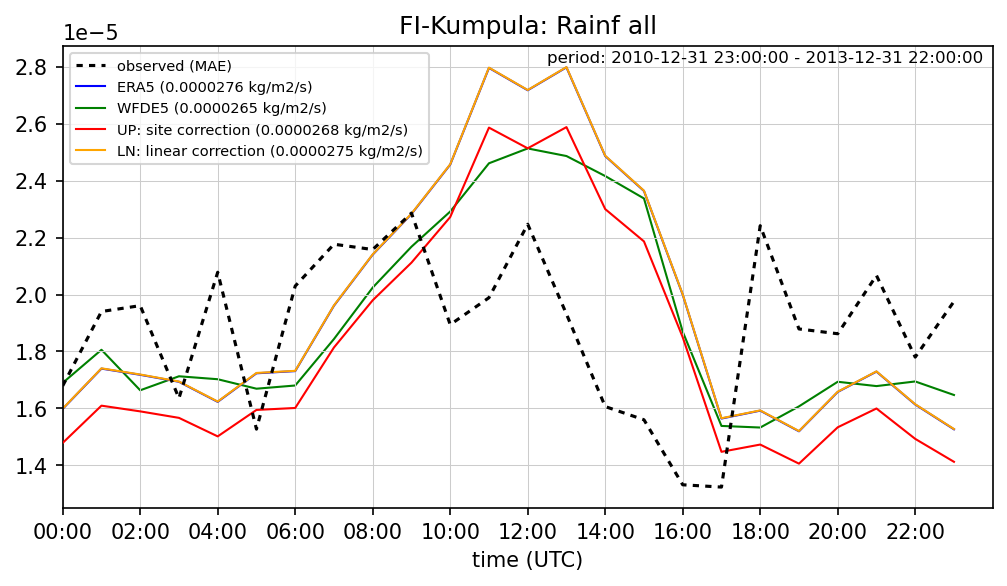 FI-Kumpula: Rainf all
1e−5
period: 2010-12-31 23:00:00 - 2013-12-31 22:00:00
observed (MAE)
ERA5 (0.0000276 kg/m2/s)
WFDE5 (0.0000265 kg/m2/s)
UP: site correction (0.0000268 kg/m2/s)
LN: linear correction (0.0000275 kg/m2/s)
2.8
2.6
2.4
2.2
2.0
1.8
1.6
1.4
00:00 02:00 04:00 06:00 08:00 10:00 12:00 14:00 16:00 18:00 20:00 22:00
time (UTC)